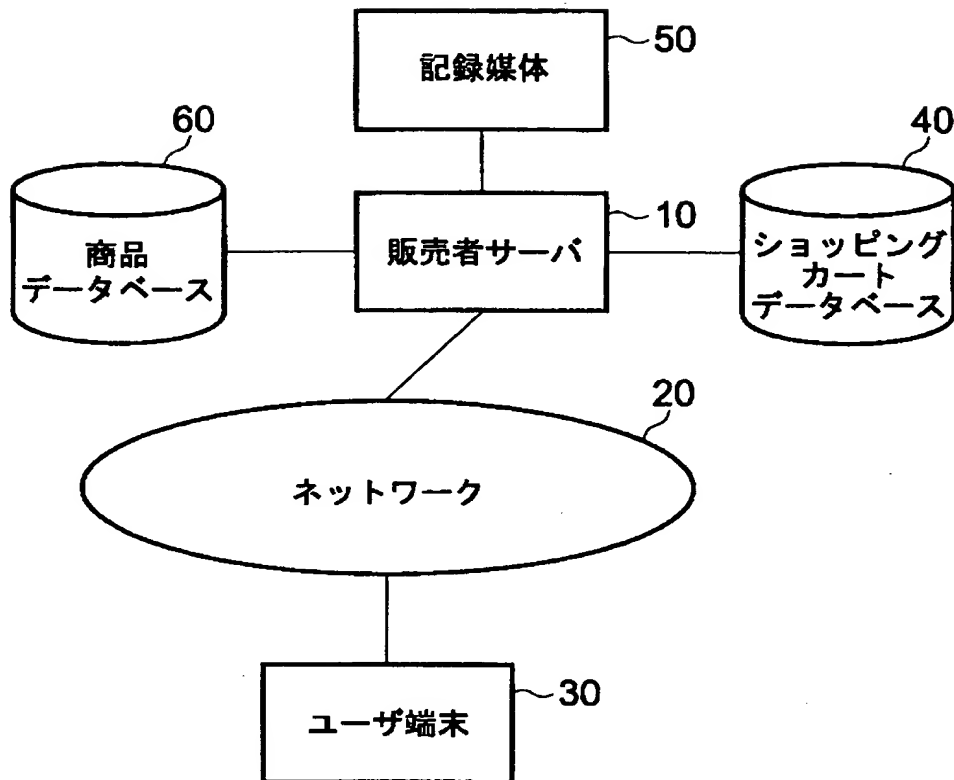 50
記録媒体
60
40
10
商品
データベース
販売者サーバ
ショッピング
カート
データベース
20
ネットワーク
30
ユーザ端末